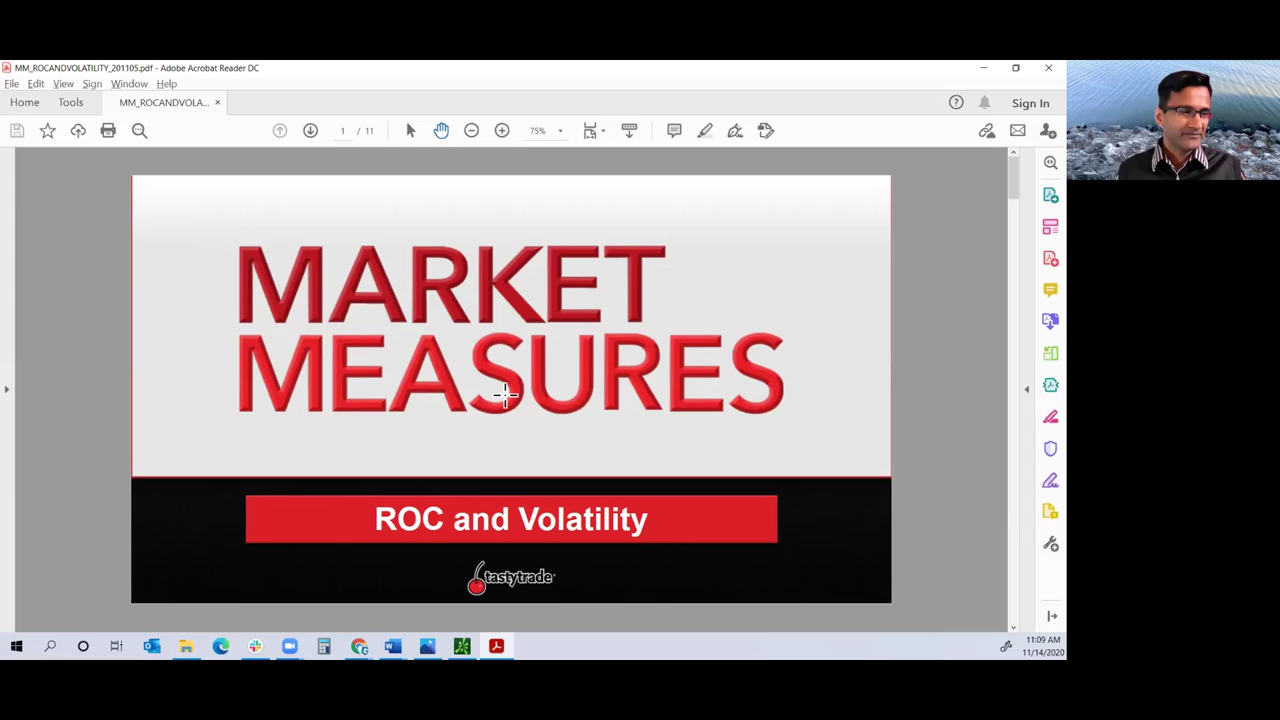 MM_ROCANDVOLATILITY_201105.pdf - Adobe Acrobat Reader DC
File Edit View Sign Window Help
Home Tools MM_ROCANDVOLA... × Sign In
1 / 11 75%
MARKET
MEASURES
ROC and Volatility
tastytrade
11:09 AM
11/14/2020